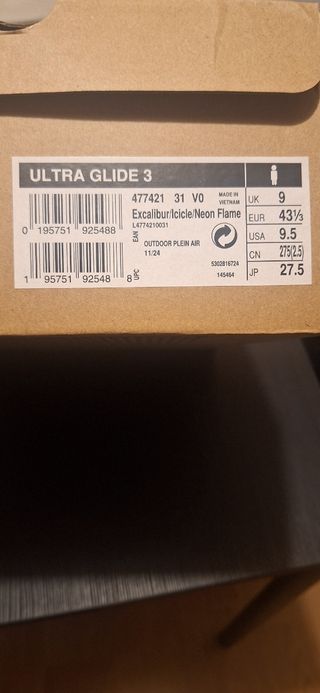 ULTRA GLIDE 3
477421 31 V0
MADE IN
VIETNAM
Excalibur/Icicle/Neon Flame
L4774210031
0 195751 925488
EAN
OUTDOOR PLEIN AIR
11/24
1 95751 92548 8
UPC
5302816724
145464
UK 9
EUR 43⅓
USA 9.5
CN 275(2.5)
JP 27.5